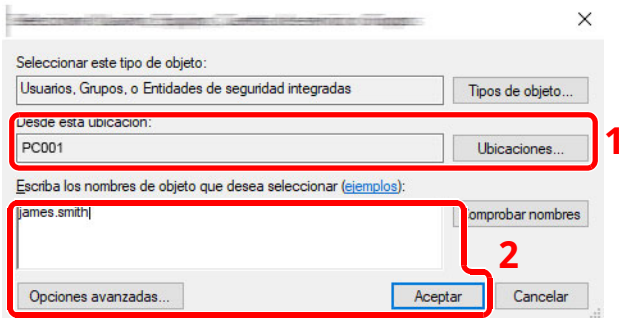 Seleccionar este tipo de objeto:
Usuarios, Grupos, o Entidades de seguridad integradas
Tipos de objeto...
Desde esta ubicación:
PC001
Ubicaciones...
1
Escriba los nombres de objeto que desea seleccionar (ejemplos):
james.smith
Comprobar nombres
2
Opciones avanzadas...
Aceptar
Cancelar